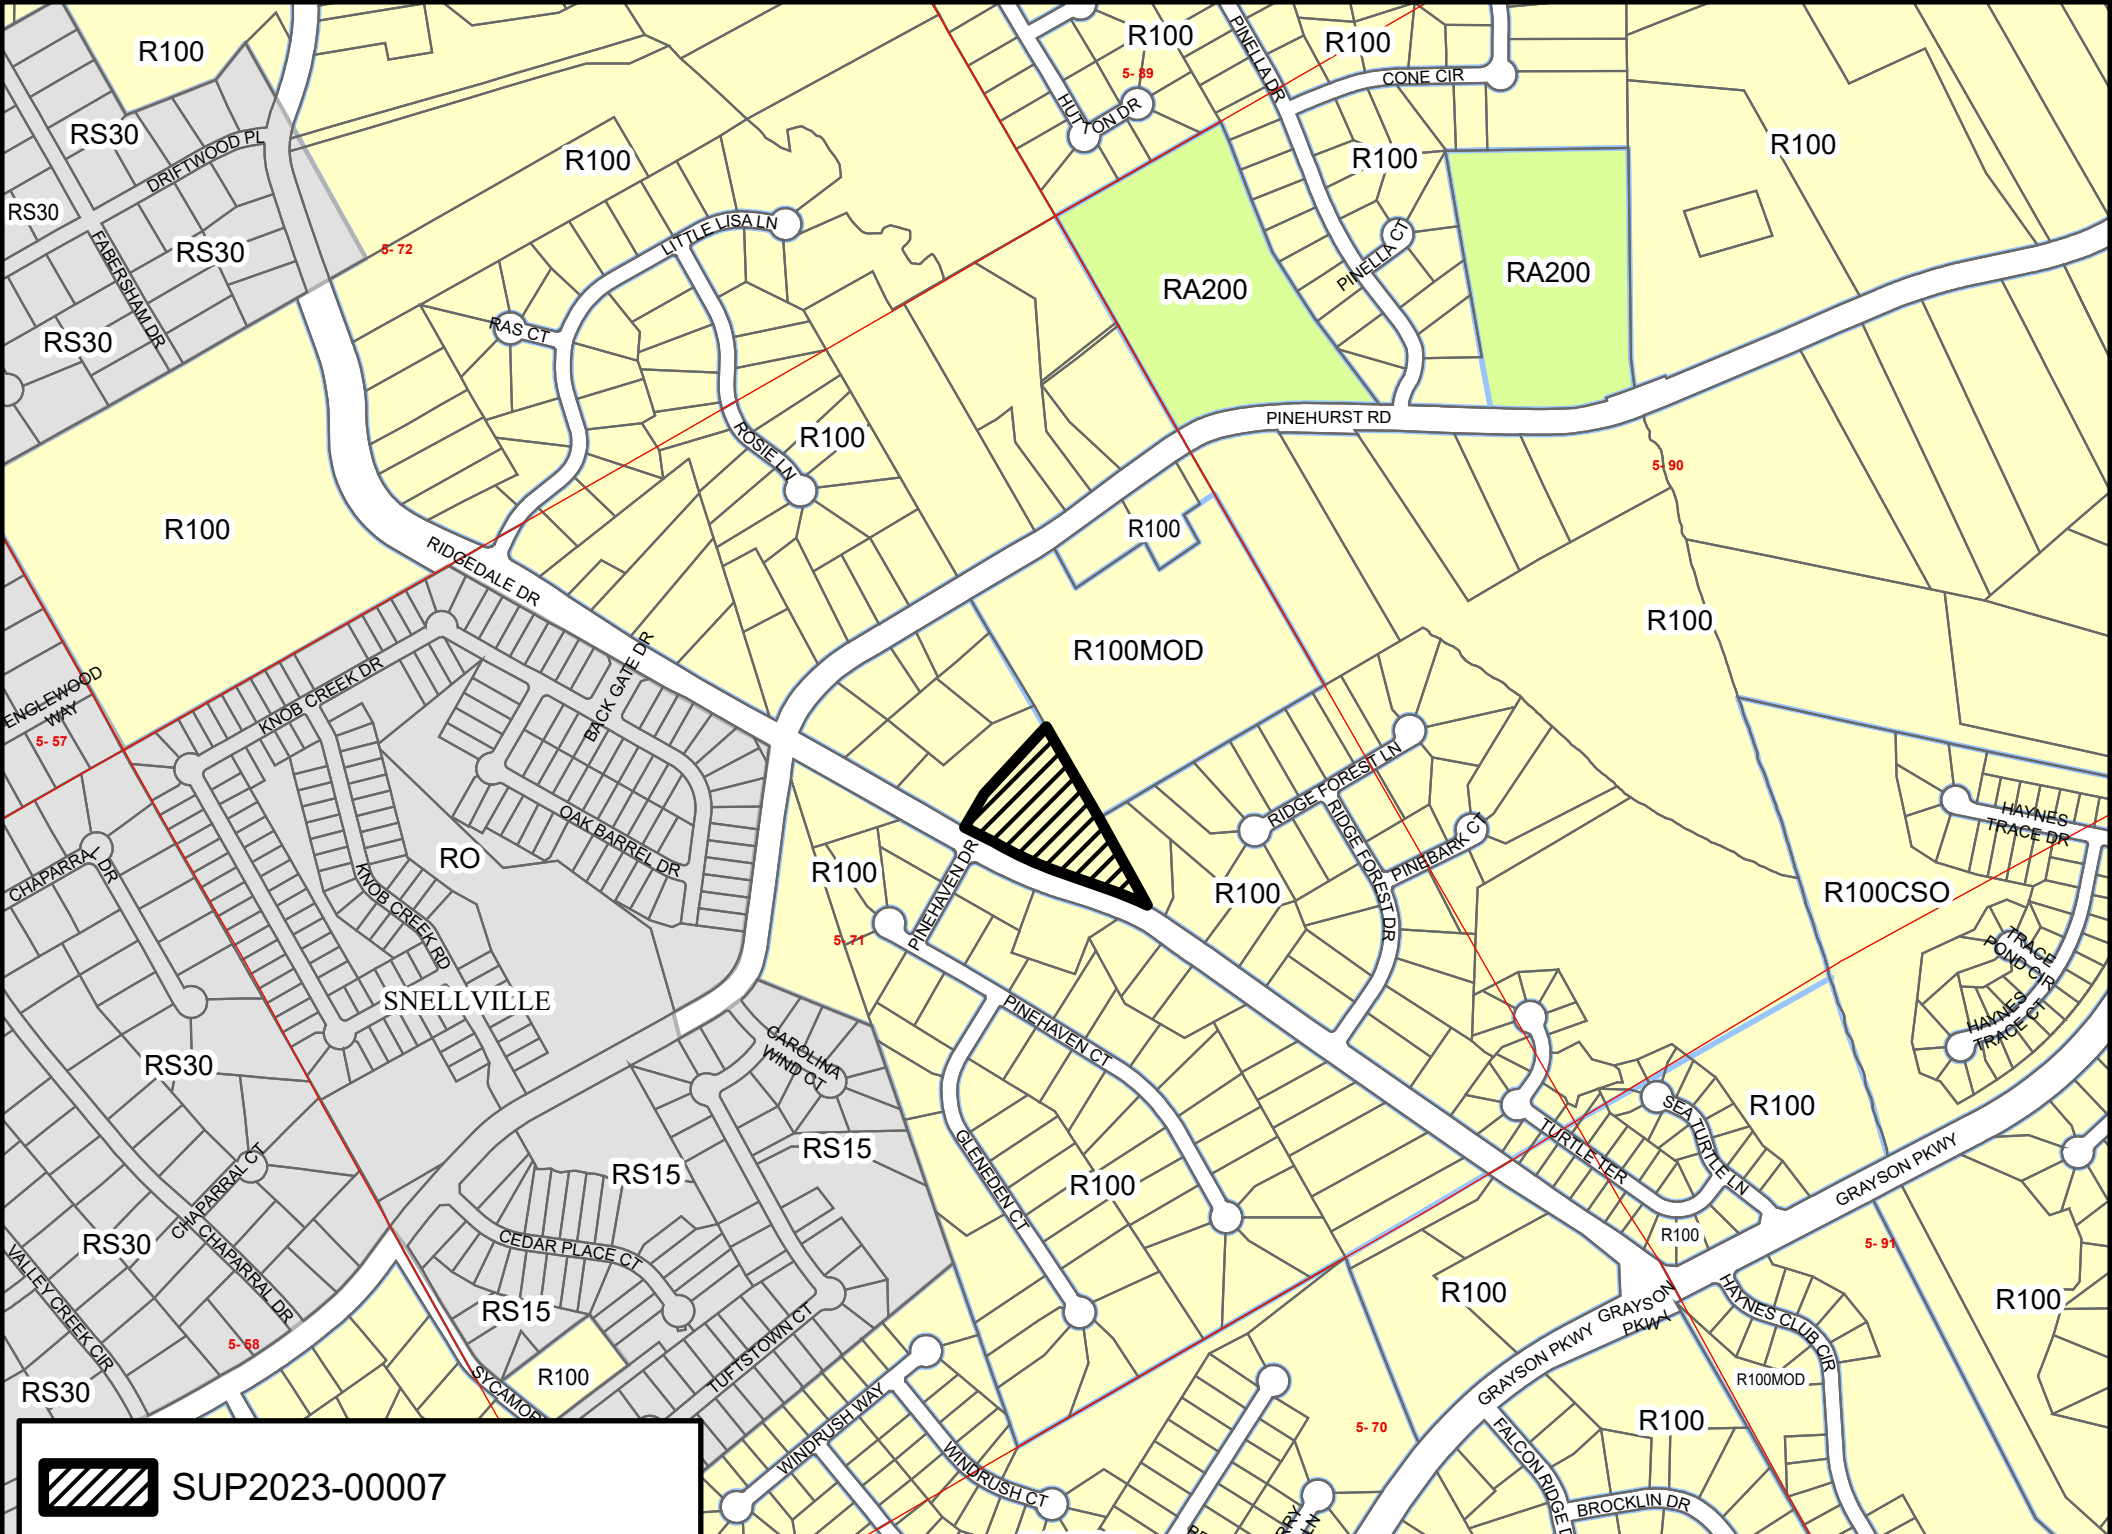 R100
R100
R100
5- 89
PINELLA DR
CONE CIR
HUTTON DR
RS30
DRIFTWOOD PL
R100
R100
R100
RS30
FABERSHAM DR
RS30
5- 72
LITTLE LISA LN
PINELLA CT
RA200
RA200
RS30
RAS CT
ROSIE LN
R100
PINEHURST RD
5- 90
R100
R100
RIDGEDALE DR
R100
R100MOD
BACK GATE DR
KNOB CREEK DR
ENGLEWOOD
WAY
5- 57
RIDGE FOREST LN
HAYNES
TRACE DR
OAK BARREL DR
RIDGE FOREST DR
PINEBARK CT
CHAPARRAL DR
RO
KNOB CREEK RD
R100
PINEHAVEN DR
R100
R100CSO
5- 71
TRACE
POND CIR
SNELLVILLE
PINEHAVEN CT
HAYNES
TRACE CT
CAROLINA
WIND CT
RS30
SEA TURTLE LN
R100
TURTLE TER
GLENEDEN CT
RS15
RS15
R100
GRAYSON PKWY
CHAPARRAL CT
CHAPARRAL DR
RS30
CEDAR PLACE CT
R100
5- 91
VALLEY CREEK CIR
RS15
R100
GRAYSON
PKWY
GRAYSON PKWY
HAYNES CLUB CIR
R100
5- 58
TUFTSTOWN CT
R100
R100MOD
RS30
SYCAMOR
WINDRUSH WAY
R100
5- 70
FALCON RIDGE D
WINDRUSH CT
BROCKLIN DR
RRY
LN
SUP2023-00007